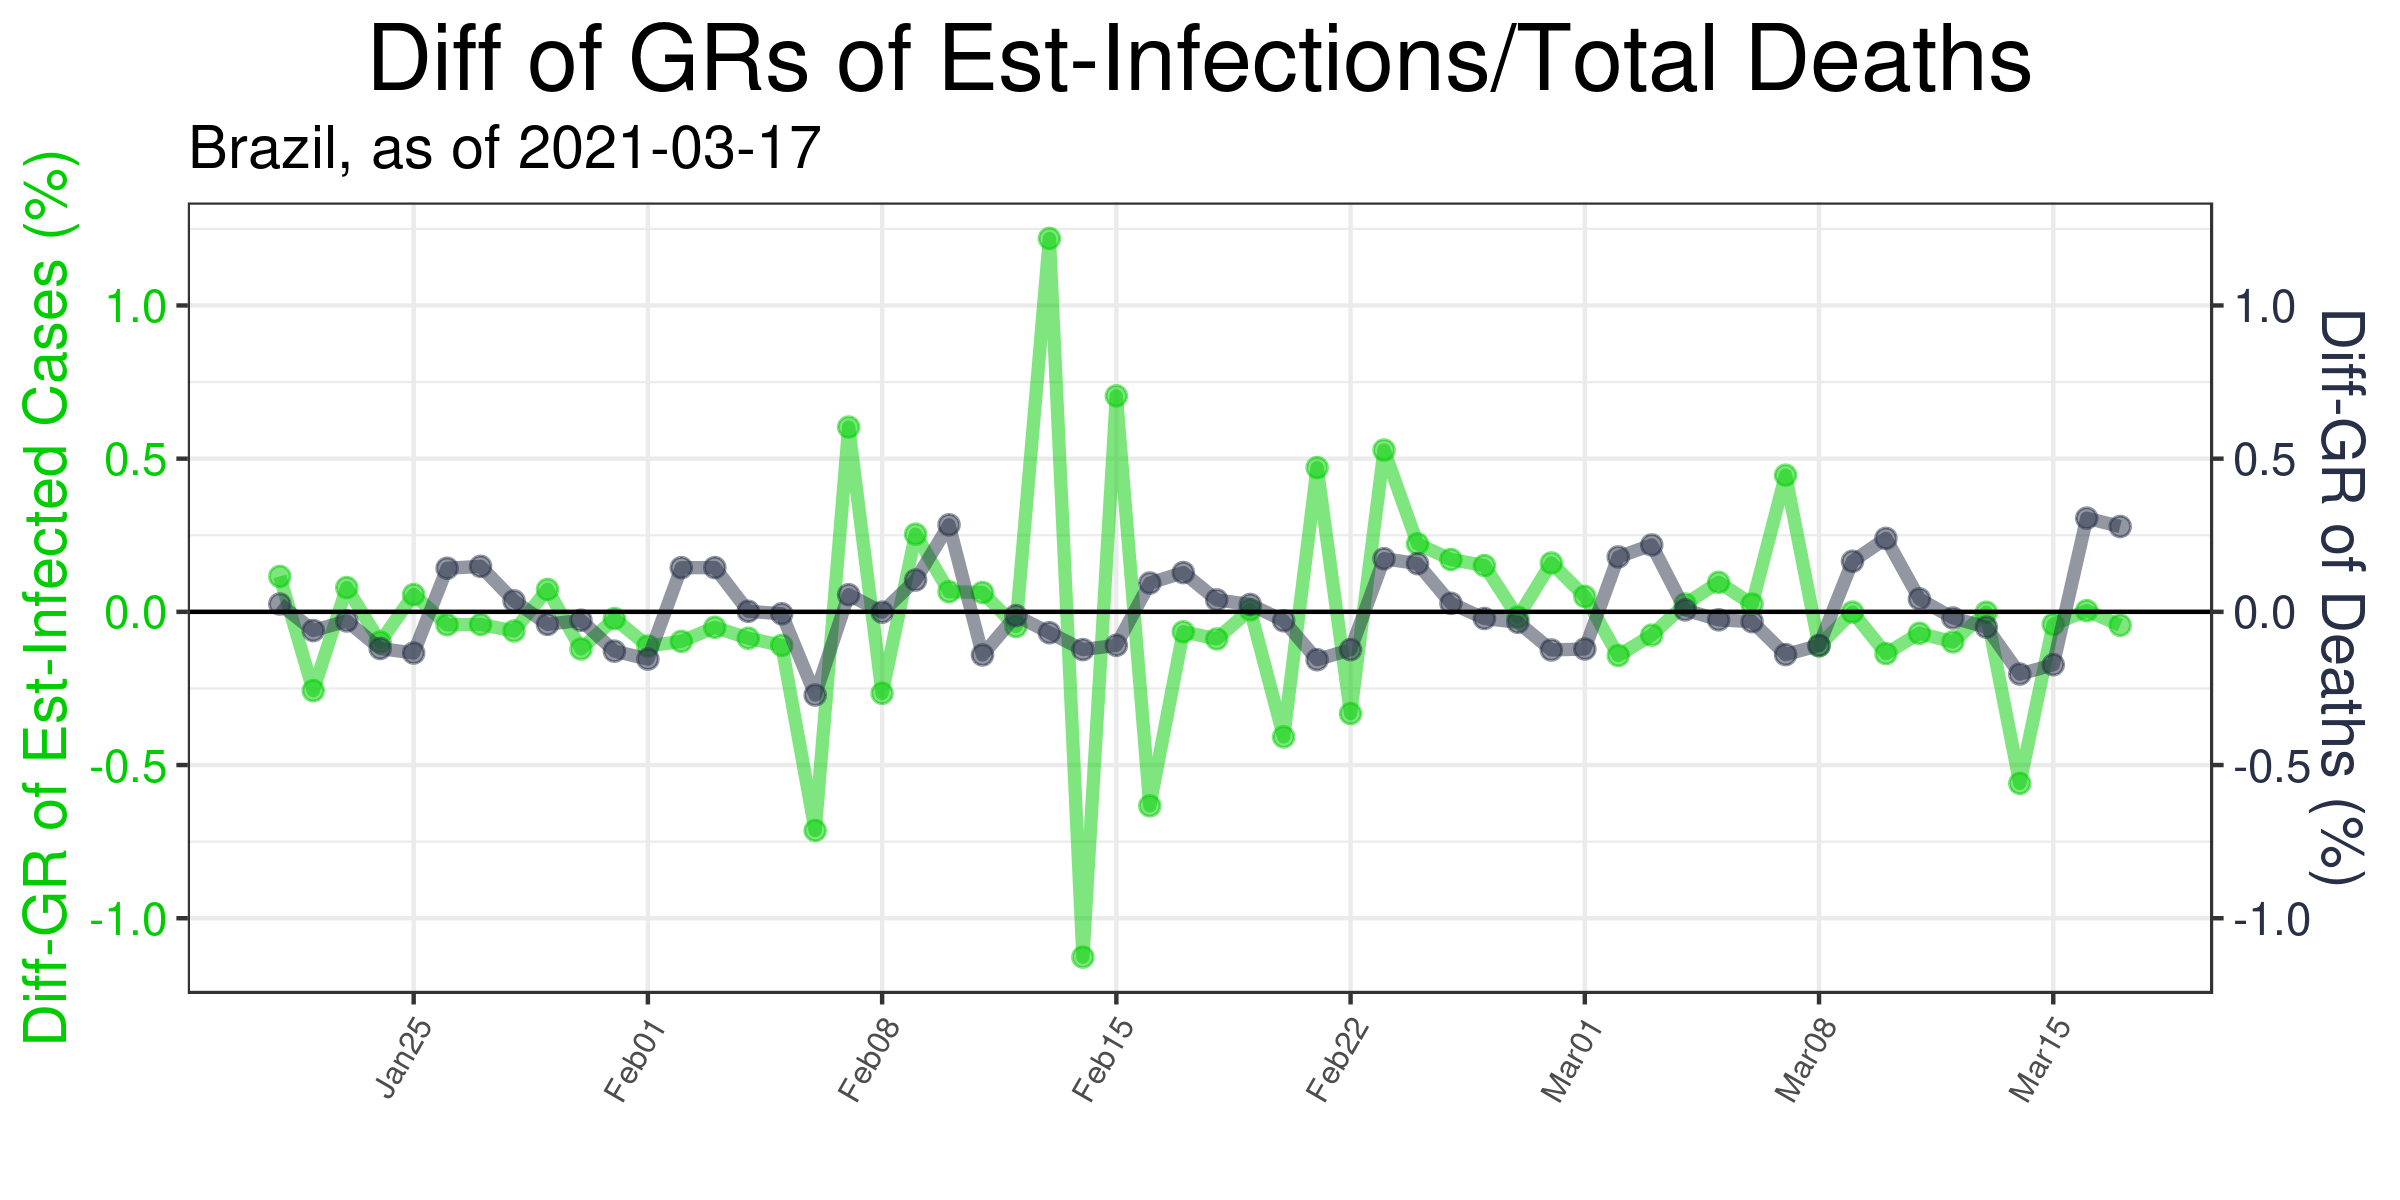 Diff of GRs of Est-Infections/Total Deaths
Brazil, as of 2021-03-17
Diff-GR of Est-Infected Cases (%)
1.0
0.5
0.0
-0.5
-1.0
1.0
0.5
0.0
-0.5
-1.0
Diff-GR of Deaths (%)
Jan25
Feb01
Feb08
Feb15
Feb22
Mar01
Mar08
Mar15